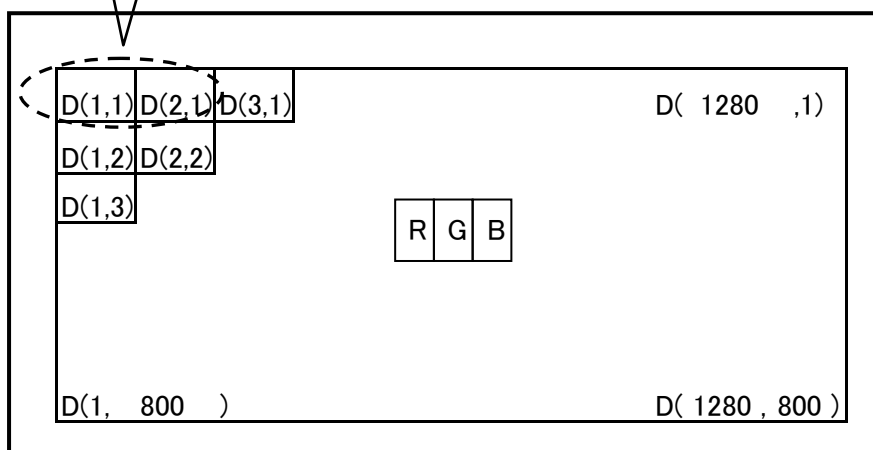 D(1,1) D(2,1) D(3,1) D( 1280 ,1)
D(1,2) D(2,2)
D(1,3)
R G B
D(1, 800 ) D( 1280 , 800 )